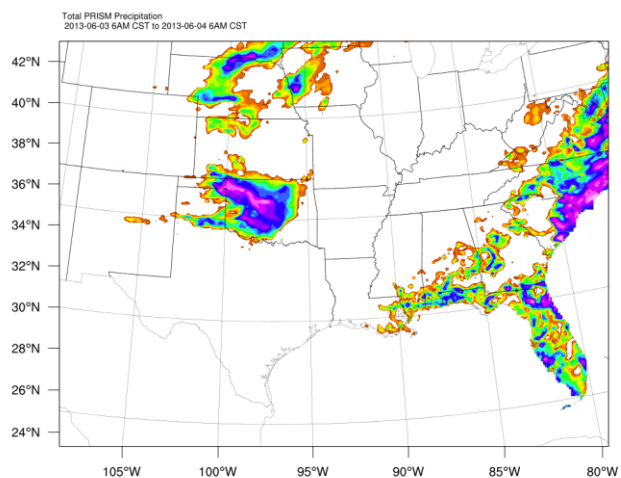 Total PRISM Precipitation
2013-06-03 6AM CST to 2013-06-04 6AM CST
42°N
40°N
38°N
36°N
34°N
32°N
30°N
28°N
26°N
24°N
105°W 100°W 95°W 90°W 85°W 80°W